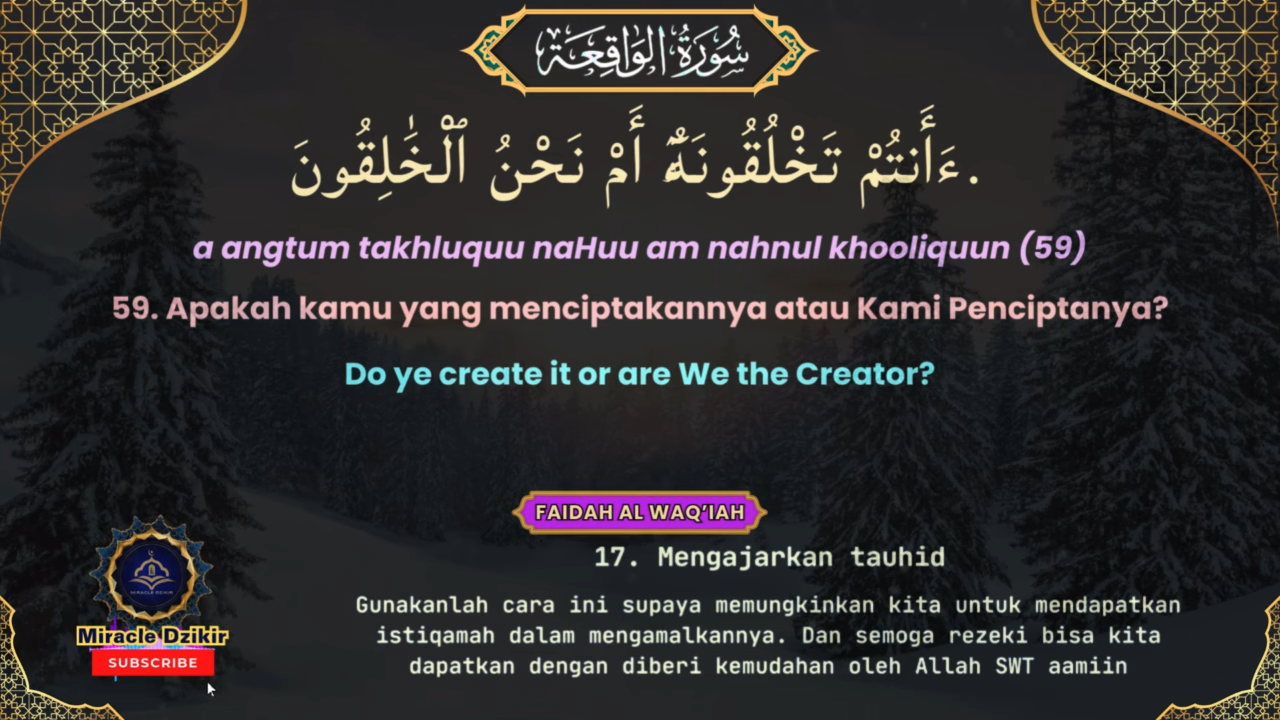 سُورَةُ الوَاقِعَة
ءَأَنتُمْ تَخْلُقُونَهُۥٓ أَمْ نَحْنُ ٱلْخَٰلِقُونَ.
a angtum takhluquu naHuu am nahnul khooliquun (59)
59. Apakah kamu yang menciptakannya atau Kami Penciptanya?
Do ye create it or are We the Creator?
FAIDAH AL WAQ’IAH
17. Mengajarkan tauhid
Gunakanlah cara ini supaya memungkinkan kita untuk mendapatkan
istiqamah dalam mengamalkannya. Dan semoga rezeki bisa kita
dapatkan dengan diberi kemudahan oleh Allah SWT aamiin
MIRACLE DZIKIR
Miracle Dzikir
SUBSCRIBE